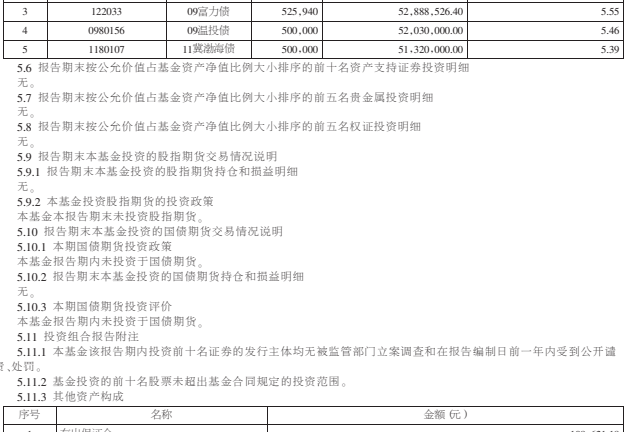 3 122033 09富力债 525,940 52,888,526.40 5.55
4 0980156 09温投债 500,000 52,030,000.00 5.46
5 1180107 11冀渤海债 500,000 51,320,000.00 5.39
5.6 报告期末按公允价值占基金资产净值比例大小排序的前十名资产支持证券投资明细
无。
5.7 报告期末按公允价值占基金资产净值比例大小排序的前五名贵金属投资明细
无。
5.8 报告期末按公允价值占基金资产净值比例大小排序的前五名权证投资明细
无。
5.9 报告期末本基金投资的股指期货交易情况说明
5.9.1 报告期末本基金投资的股指期货持仓和损益明细
无。
5.9.2 本基金投资股指期货的投资政策
本基金本报告期末未投资股指期货。
5.10 报告期末本基金投资的国债期货交易情况说明
5.10.1 本期国债期货投资政策
本基金报告期内未投资于国债期货。
5.10.2 报告期末本基金投资的国债期货持仓和损益明细
无。
5.10.3 本期国债期货投资评价
本基金报告期内未投资于国债期货。
5.11 投资组合报告附注
5.11.1 本基金该报告期内投资前十名证券的发行主体均无被监管部门立案调查和在报告编制日前一年内受到公开谴
、处罚。
5.11.2 基金投资的前十名股票未超出基金合同规定的投资范围。
5.11.3 其他资产构成
序号 名称 金额(元)